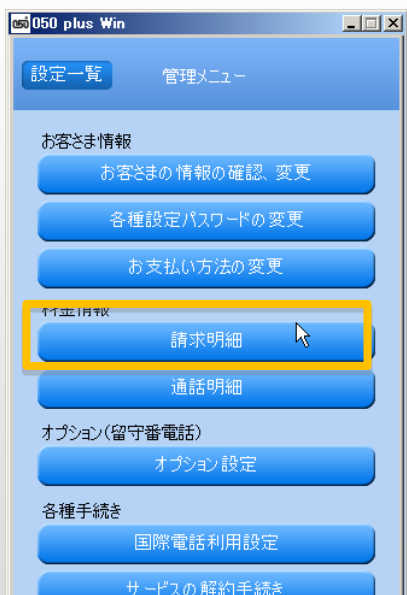 050 050 plus Win
設定一覧 管理メニュー
お客さま情報
お客さまの情報の確認、変更
各種設定パスワードの変更
お支払い方法の変更
料金情報
請求明細
通話明細
オプション(留守番電話)
オプション設定
各種手続き
国際電話利用設定
サービスの解約手続き